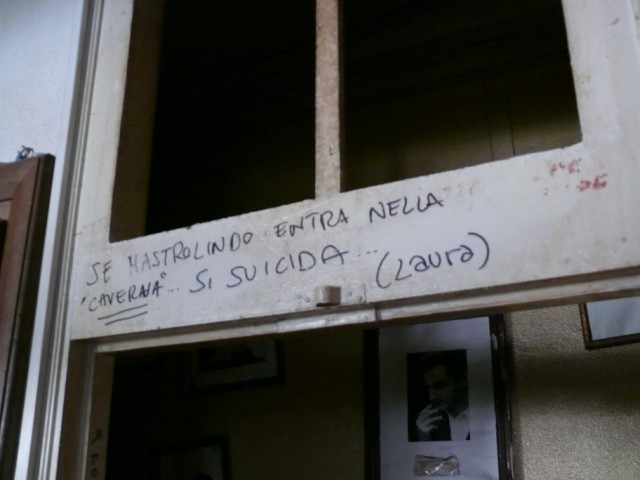 SE MASTROLINDO ENTRA NELLA
"CAVERNA"... SI SUICIDA... (Laura)